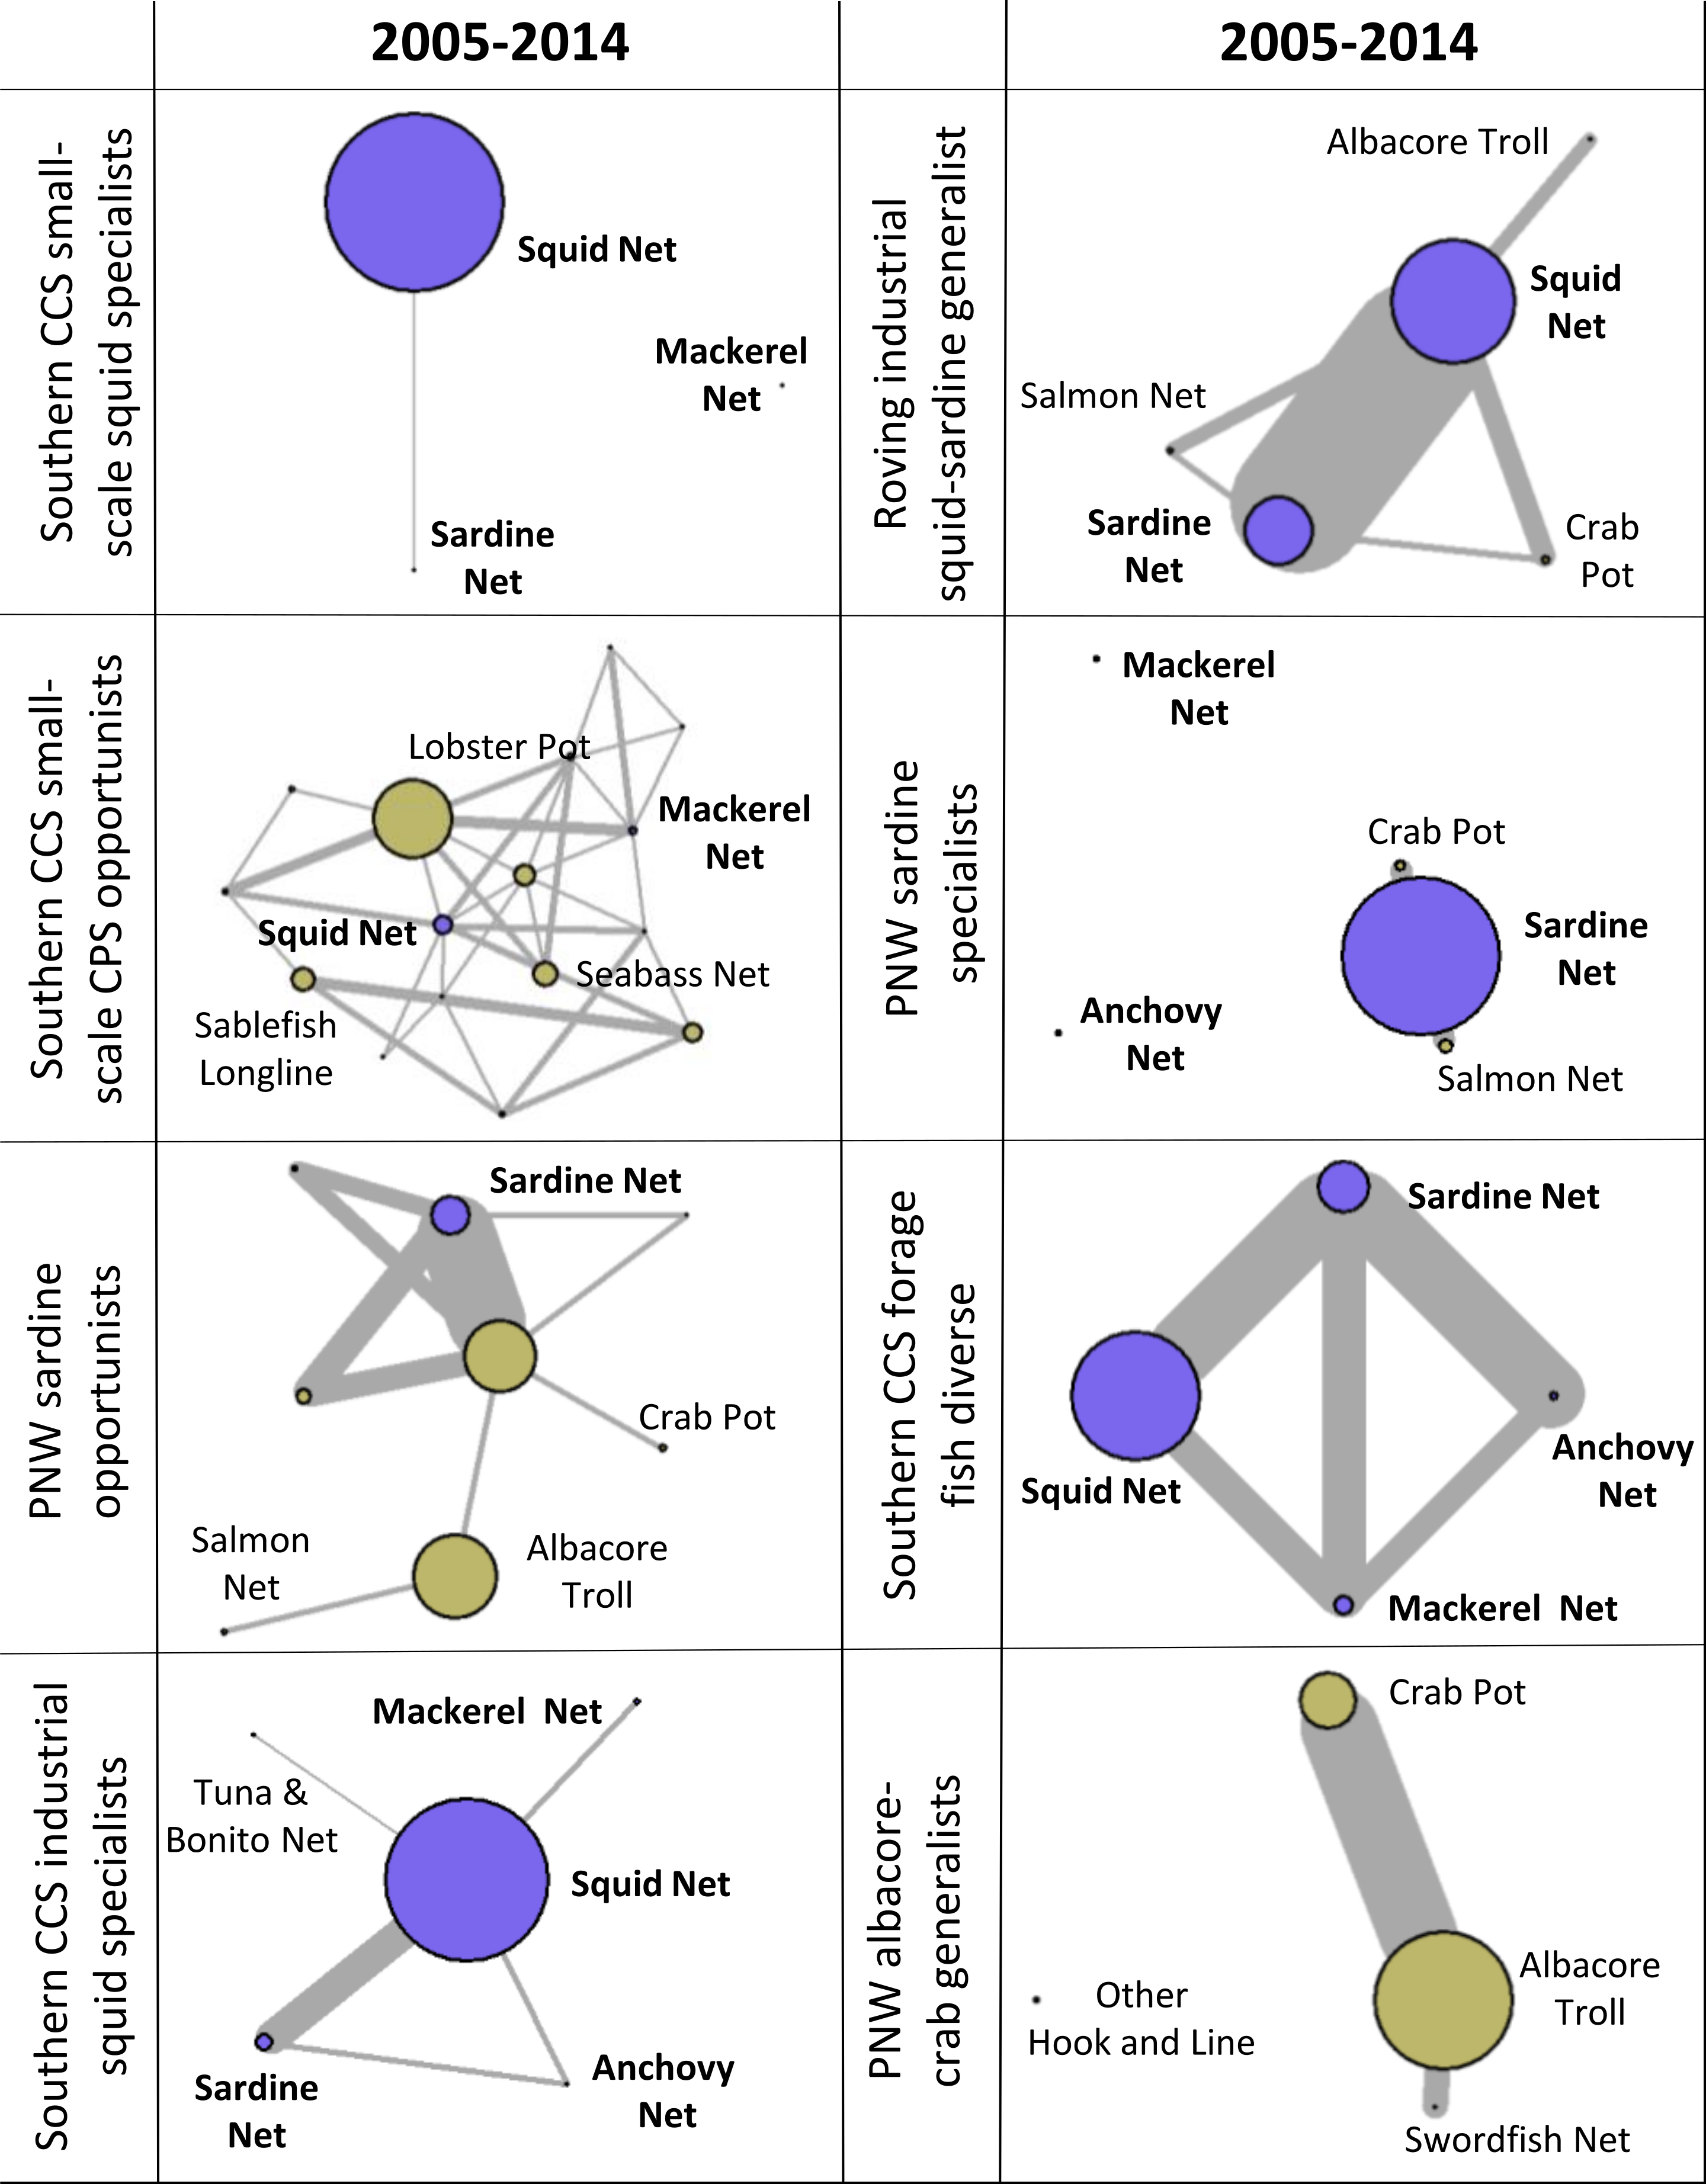 2005-2014
2005-2014
Southern CCS small-
scale squid specialists
Squid Net
Mackerel
Net
Sardine
Net
Roving industrial
squid-sardine generalist
Albacore Troll
Squid
Net
Salmon Net
Sardine
Net
Crab
Pot
Southern CCS small-
scale CPS opportunists
Lobster Pot
Mackerel
Net
Squid Net
Seabass Net
Sablefish
Longline
PNW sardine
specialists
Mackerel
Net
Crab Pot
Sardine
Net
Anchovy
Net
Salmon Net
PNW sardine
opportunists
Sardine Net
Crab Pot
Salmon
Net
Albacore
Troll
Southern CCS forage
fish diverse
Sardine Net
Anchovy
Net
Squid Net
Mackerel Net
Southern CCS industrial
squid specialists
Mackerel Net
Tuna &
Bonito Net
Squid Net
Sardine
Net
Anchovy
Net
PNW albacore-
crab generalists
Crab Pot
Albacore
Troll
Other
Hook and Line
Swordfish Net